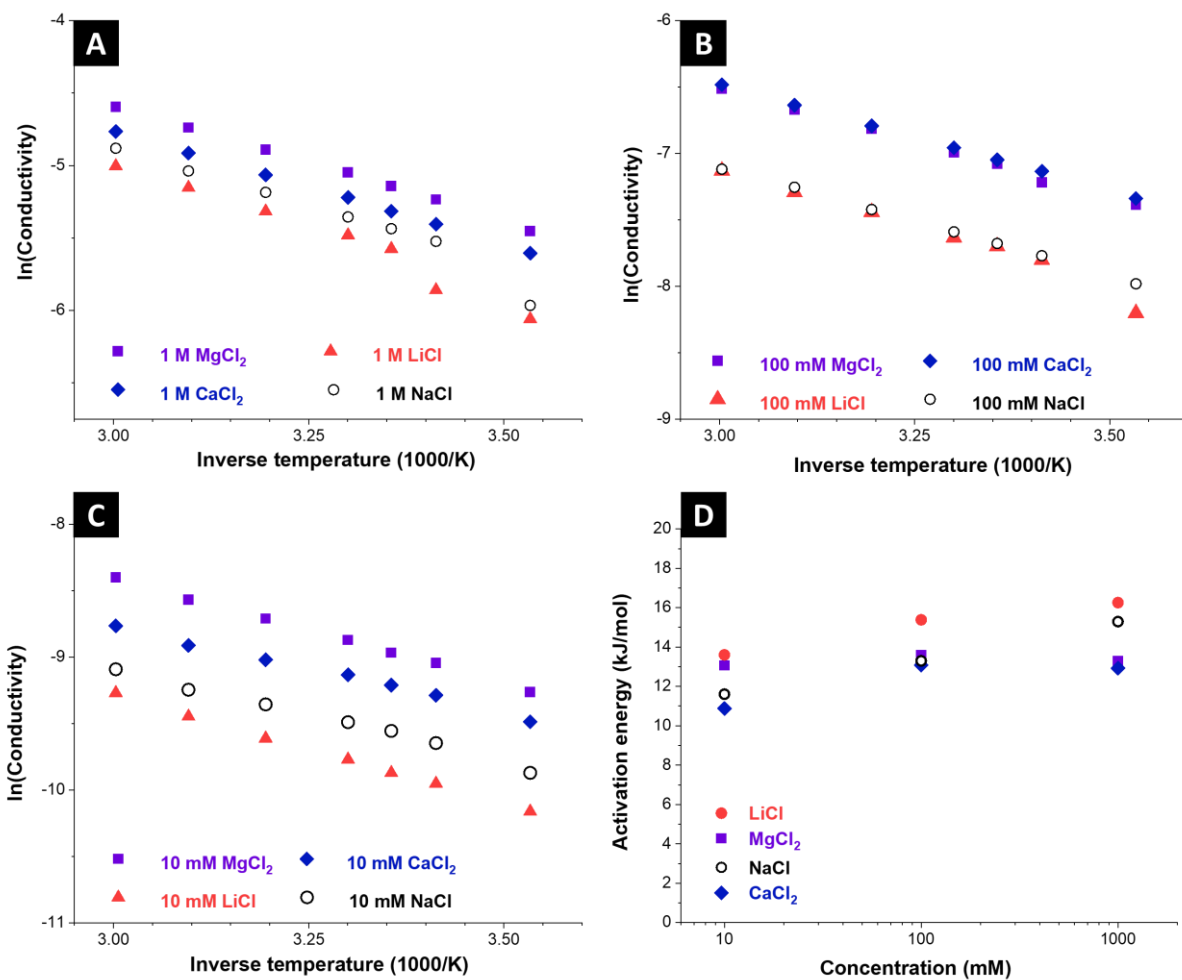 A
-4
-5
-6
ln(Conductivity)
1 M MgCl₂
1 M LiCl
1 M CaCl₂
1 M NaCl
3.00
3.25
3.50
Inverse temperature (1000/K)
B
-6
-7
-8
-9
ln(Conductivity)
100 mM MgCl₂
100 mM CaCl₂
100 mM LiCl
100 mM NaCl
3.00
3.25
3.50
Inverse temperature (1000/K)
C
-8
-9
-10
-11
ln(Conductivity)
10 mM MgCl₂
10 mM CaCl₂
10 mM LiCl
10 mM NaCl
3.00
3.25
3.50
Inverse temperature (1000/K)
D
20
18
16
14
12
10
8
6
4
2
0
Activation energy (kJ/mol)
LiCl
MgCl₂
NaCl
CaCl₂
10
100
1000
Concentration (mM)